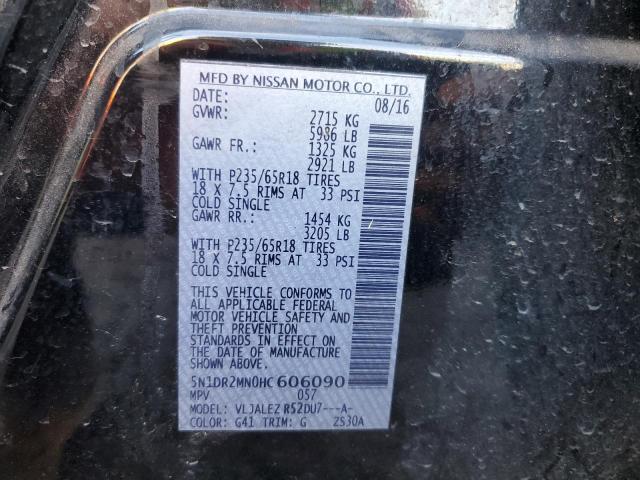 MFD BY NISSAN MOTOR CO., LTD.
DATE: 08/16
GVWR: 2715 KG
5986 LB
GAWR FR.: 1325 KG
2921 LB
WITH P235/65R18 TIRES
18 X 7.5 RIMS AT 33 PSI
COLD SINGLE
GAWR RR.: 1454 KG
3205 LB
WITH P235/65R18 TIRES
18 X 7.5 RIMS AT 33 PSI
COLD SINGLE
THIS VEHICLE CONFORMS TO
ALL APPLICABLE FEDERAL
MOTOR VEHICLE SAFETY AND
THEFT PREVENTION
STANDARDS IN EFFECT ON
THE DATE OF MANUFACTURE
SHOWN ABOVE.
5N1DR2MN0HC606090
MPV 057
MODEL: VLJALEZ R52DU7---A-
COLOR: G41 TRIM: G 2S30A